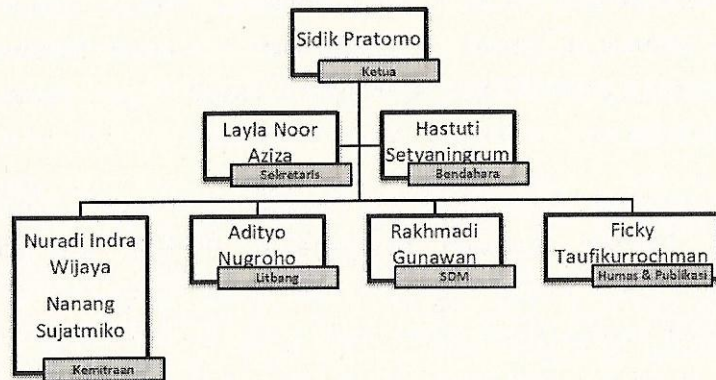 Sidik Pratomo
Ketua
Layla Noor
Aziza
Sekretaris
Hastuti
Setyaningrum
Bendahara
Nuradi Indra
Wijaya
Nanang
Sujatmiko
Kemitraan
Adityo
Nugroho
Litbang
Rakhmadi
Gunawan
SDM
Ficky
Taufikurrochman
Humas & Publikasi